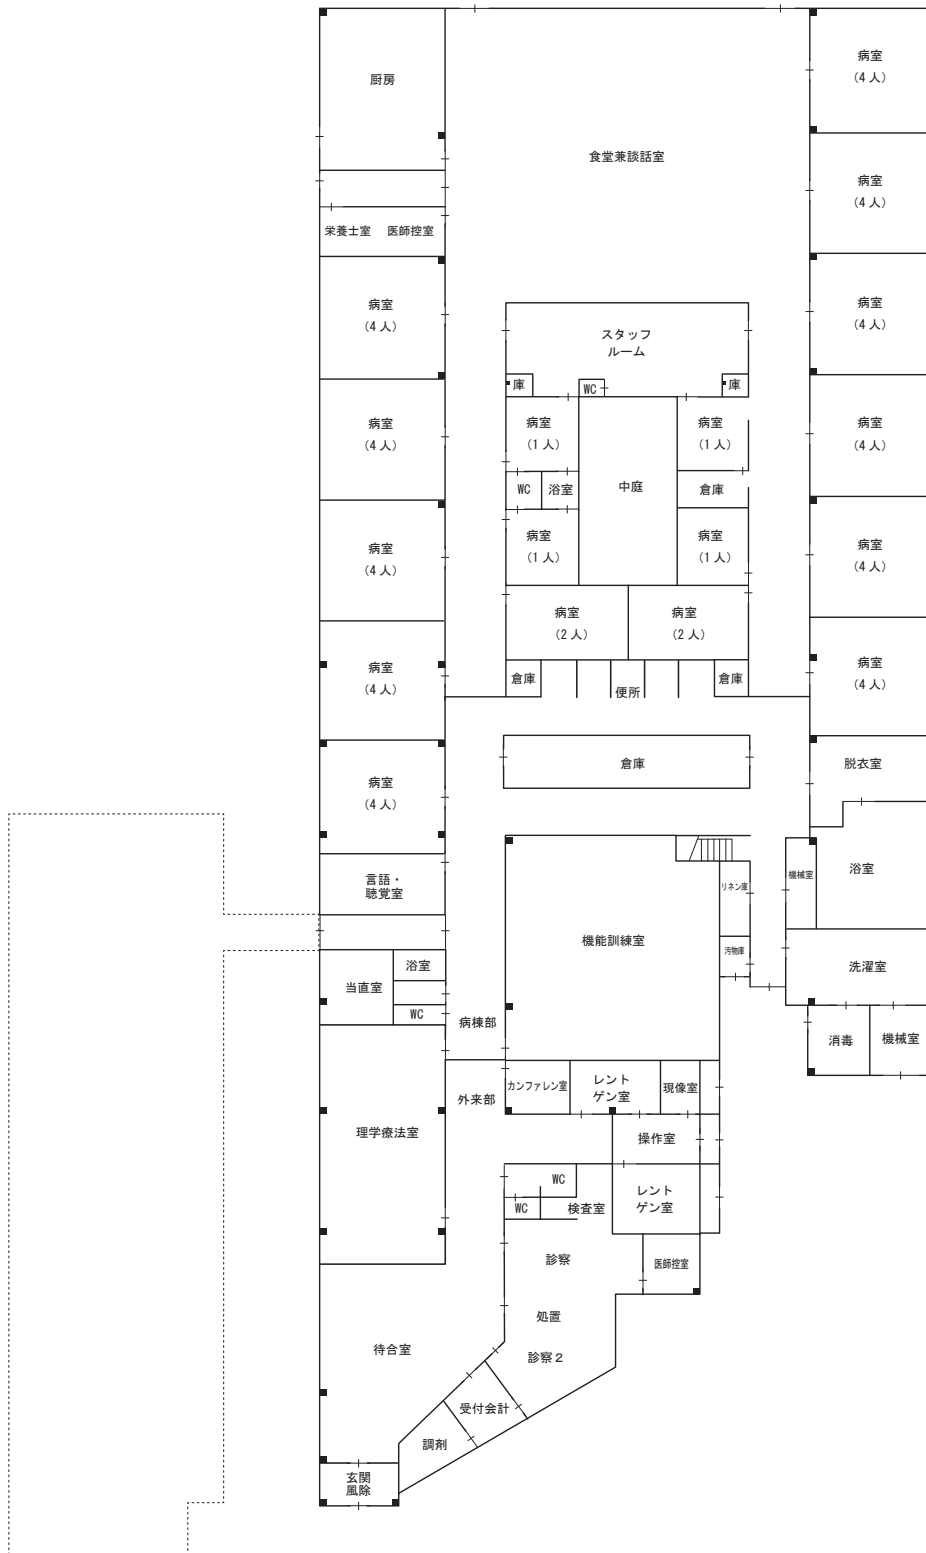 厨房
病室
(4人)
食堂兼談話室
病室
(4人)
栄養士室
医師控室
病室
(4人)
病室
(4人)
スタッフ
ルーム
庫
WC
庫
病室
(4人)
病室
(1人)
病室
(1人)
病室
(4人)
WC
浴室
中庭
倉庫
病室
(4人)
病室
(1人)
病室
(1人)
病室
(4人)
病室
(2人)
病室
(2人)
病室
(4人)
病室
(4人)
倉庫
便所
倉庫
病室
(4人)
倉庫
脱衣室
言語・
聴覚室
リネン庫
機械室
浴室
機能訓練室
汚物庫
洗濯室
浴室
当直室
WC
病棟部
消毒
機械室
外来部
カンファレン室
レント
ゲン室
現像室
理学療法室
操作室
WC
WC
検査室
レント
ゲン室
診察
医師控室
処置
待合室
診察2
受付会計
調剤
玄関
風除